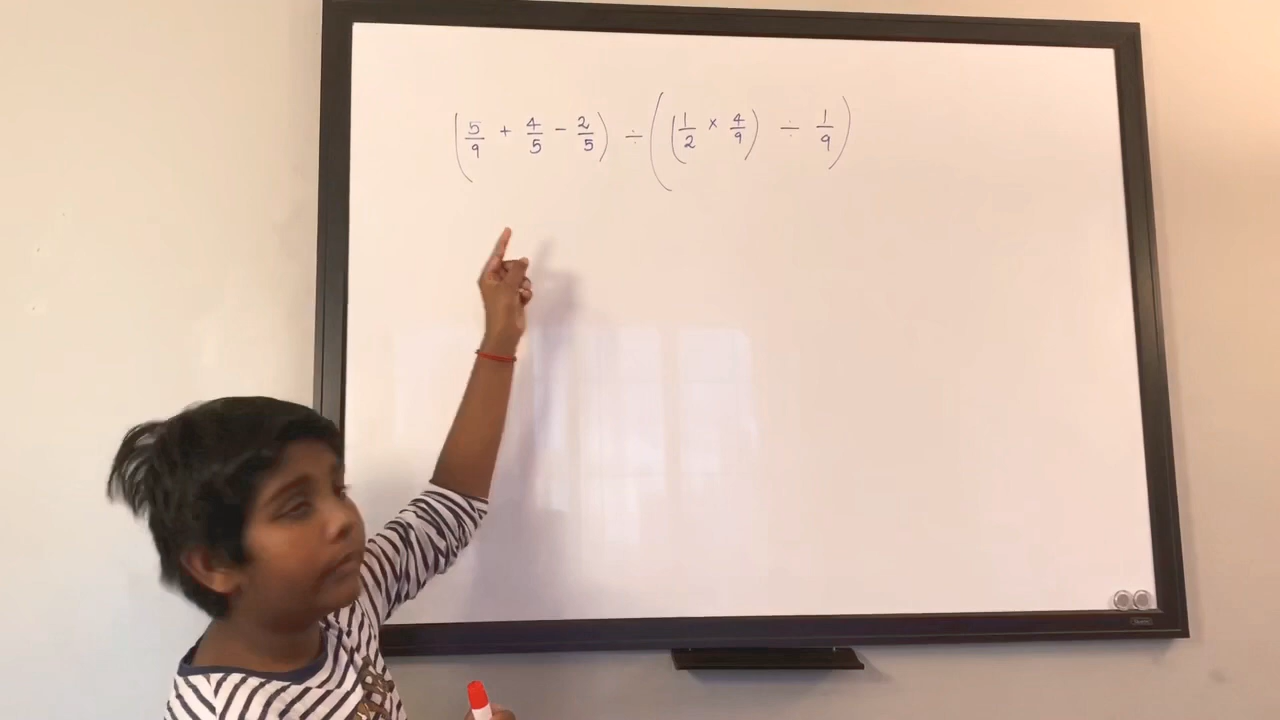 (5/9 + 4/5 − 2/5) ÷ ((1/2 × 4/9) ÷ 1/9)